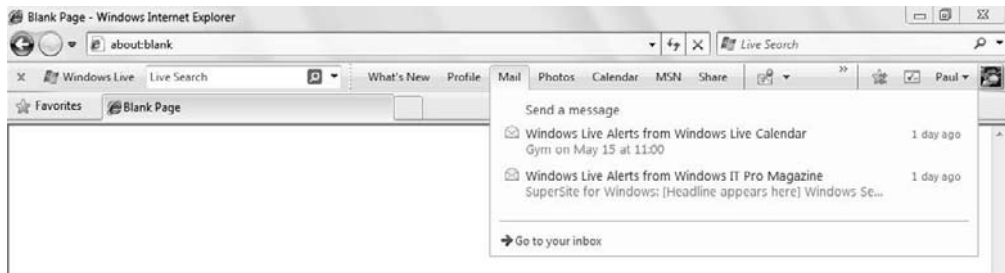 Blank Page - Windows Internet Explorer
about:blank
Live Search
Windows Live Live Search What's New Profile Mail Photos Calendar MSN Share Paul
Favorites Blank Page
Send a message
Windows Live Alerts from Windows Live Calendar 1 day ago
Gym on May 15 at 11:00
Windows Live Alerts from Windows IT Pro Magazine 1 day ago
SuperSite for Windows: [Headline appears here] Windows Se...
Go to your inbox